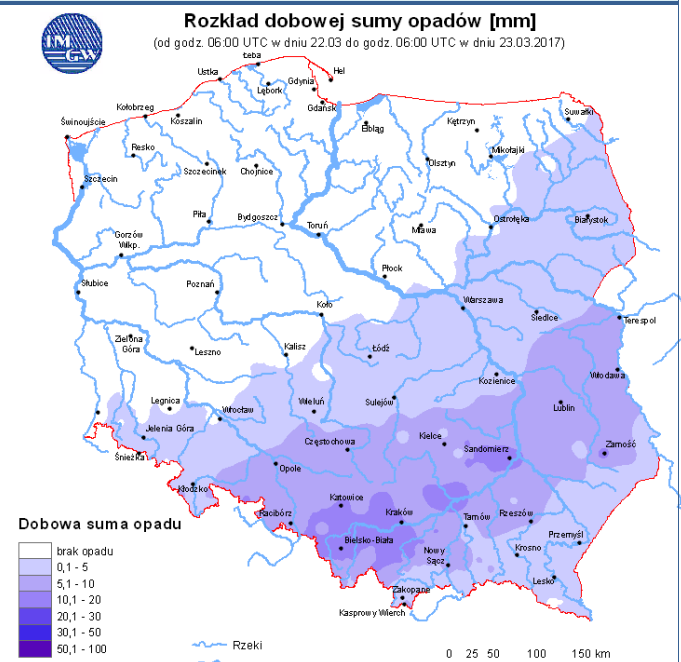 Rozkład dobowej sumy opadów [mm]
(od godz. 06:00 UTC w dniu 22.03 do godz. 06:00 UTC w dniu 23.03.2017)
IM
GW
Łeba
Ustka
Hel
Gdynia
Lębork
Gdańsk
Kołobrzeg
Koszalin
Świnoujście
Suwałki
Elbląg
Kętrzyn
Resko
Mikołajki
Olsztyn
Szczecinek
Chojnice
Szczecin
Piła
Bydgoszcz
Toruń
Ostrołęka
Białystok
Mława
Gorzów
Wlkp.
Płock
Słubice
Poznań
Koło
Warszawa
Siedlce
Terespol
Zielona
Góra
Leszno
Kalisz
Łódź
Kozienice
Włodawa
Legnica
Wrocław
Wieluń
Sulejów
Lublin
Jelenia Góra
Częstochowa
Kielce
Sandomierz
Zamość
Śnieżka
Opole
Kłodzko
Katowice
Kraków
Tarnów
Rzeszów
Racibórz
Przemyśl
Bielsko-Biała
Nowy
Sącz
Krosno
Lesko
Zakopane
Kasprowy Wierch
Dobowa suma opadu
brak opadu
0,1 - 5
5,1 - 10
10,1 - 20
20,1 - 30
30,1 - 50
50,1 - 100
Rzeki
0 25 50 100 150 km